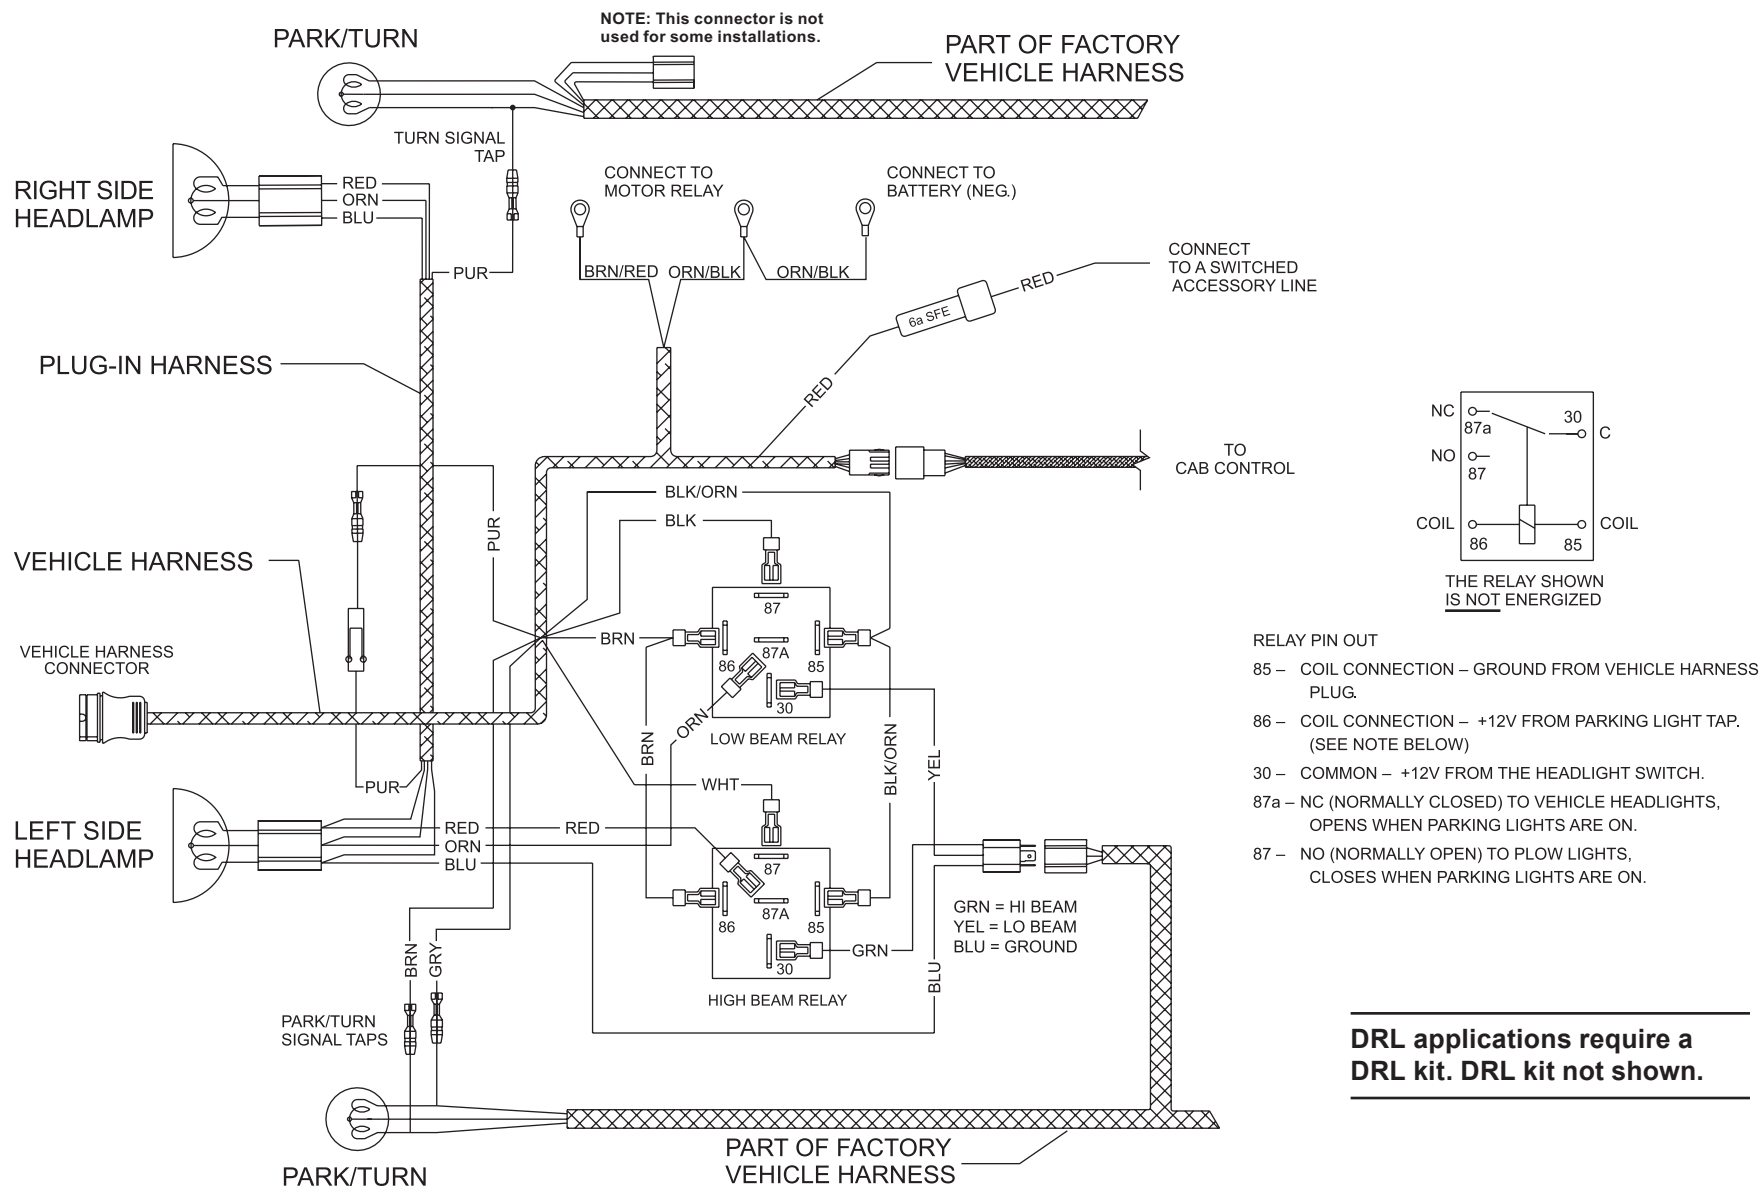 NOTE: This connector is not
used for some installations.
PARK/TURN
PART OF FACTORY
VEHICLE HARNESS
TURN SIGNAL
TAP
CONNECT TO
MOTOR RELAY
CONNECT TO
BATTERY (NEG.)
RIGHT SIDE
HEADLAMP
RED
ORN
BLU
PUR
BRN/RED
ORN/BLK
ORN/BLK
CONNECT
TO A SWITCHED
ACCESSORY LINE
RED
6a SFE
RED
PLUG-IN HARNESS
TO
CAB CONTROL
NC
87a
30
C
NO
87
COIL
86
85
COIL
THE RELAY SHOWN
IS NOT ENERGIZED
BLK/ORN
BLK
PUR
VEHICLE HARNESS
87
BRN
86
87A
85
30
LOW BEAM RELAY
VEHICLE HARNESS
CONNECTOR
RELAY PIN OUT
85 – COIL CONNECTION – GROUND FROM VEHICLE HARNESS
PLUG.
86 – COIL CONNECTION – +12V FROM PARKING LIGHT TAP.
(SEE NOTE BELOW)
30 – COMMON – +12V FROM THE HEADLIGHT SWITCH.
87a – NC (NORMALLY CLOSED) TO VEHICLE HEADLIGHTS,
OPENS WHEN PARKING LIGHTS ARE ON.
87 – NO (NORMALLY OPEN) TO PLOW LIGHTS,
CLOSES WHEN PARKING LIGHTS ARE ON.
BRN
ORN
BLK/ORN
YEL
PUR
WHT
LEFT SIDE
HEADLAMP
RED
RED
ORN
BLU
87
86
87A
85
30
GRN
HIGH BEAM RELAY
GRN = HI BEAM
YEL = LO BEAM
BLU = GROUND
BLU
BRN
GRY
PARK/TURN
SIGNAL TAPS
DRL applications require a
DRL kit. DRL kit not shown.
PARK/TURN
PART OF FACTORY
VEHICLE HARNESS